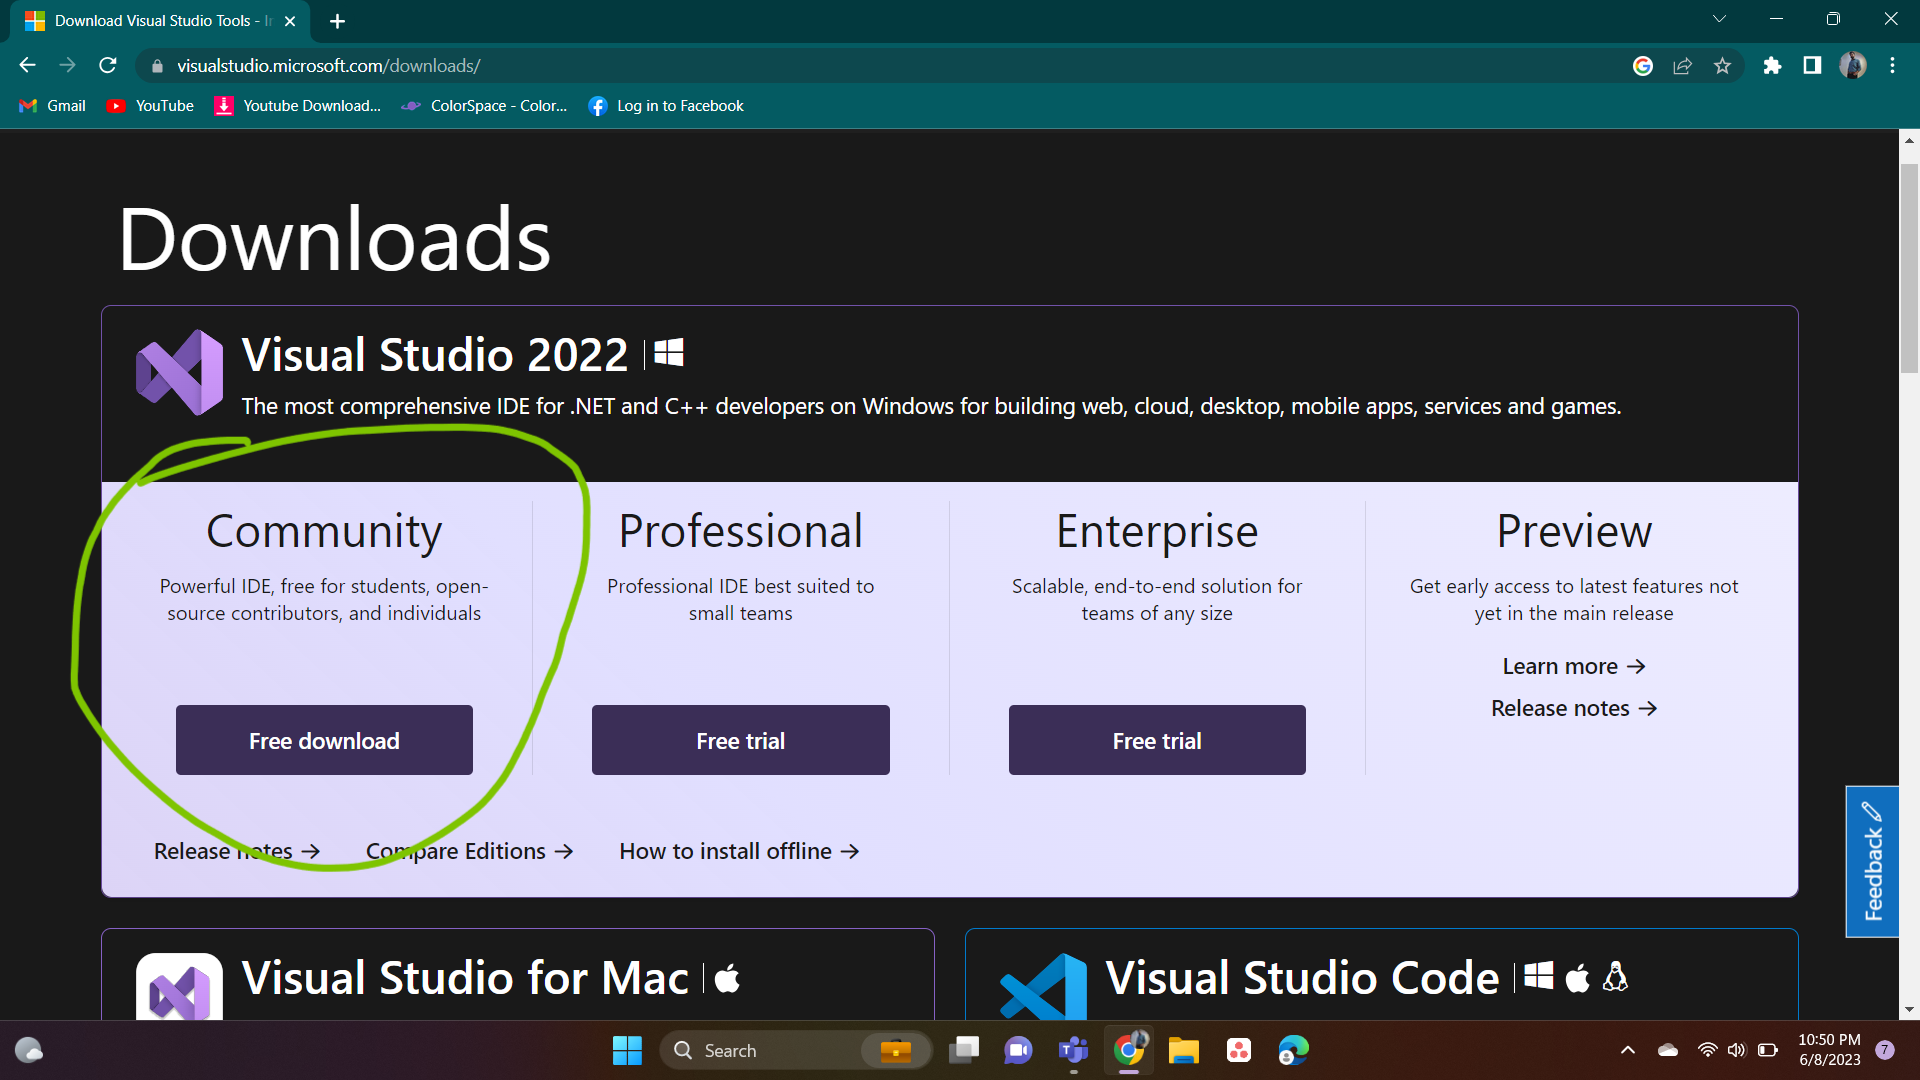 Download Visual Studio Tools - In
visualstudio.microsoft.com/downloads/
Gmail
YouTube
Youtube Download...
ColorSpace - Color...
Log in to Facebook
Downloads
Visual Studio 2022
The most comprehensive IDE for .NET and C++ developers on Windows for building web, cloud, desktop, mobile apps, services and games.
Community
Powerful IDE, free for students, open-
source contributors, and individuals
Free download
Professional
Professional IDE best suited to
small teams
Free trial
Enterprise
Scalable, end-to-end solution for
teams of any size
Free trial
Preview
Get early access to latest features not
yet in the main release
Learn more →
Release notes →
Release notes →
Compare Editions →
How to install offline →
Feedback
Visual Studio for Mac
Visual Studio Code
Search
10:50 PM
6/8/2023
7